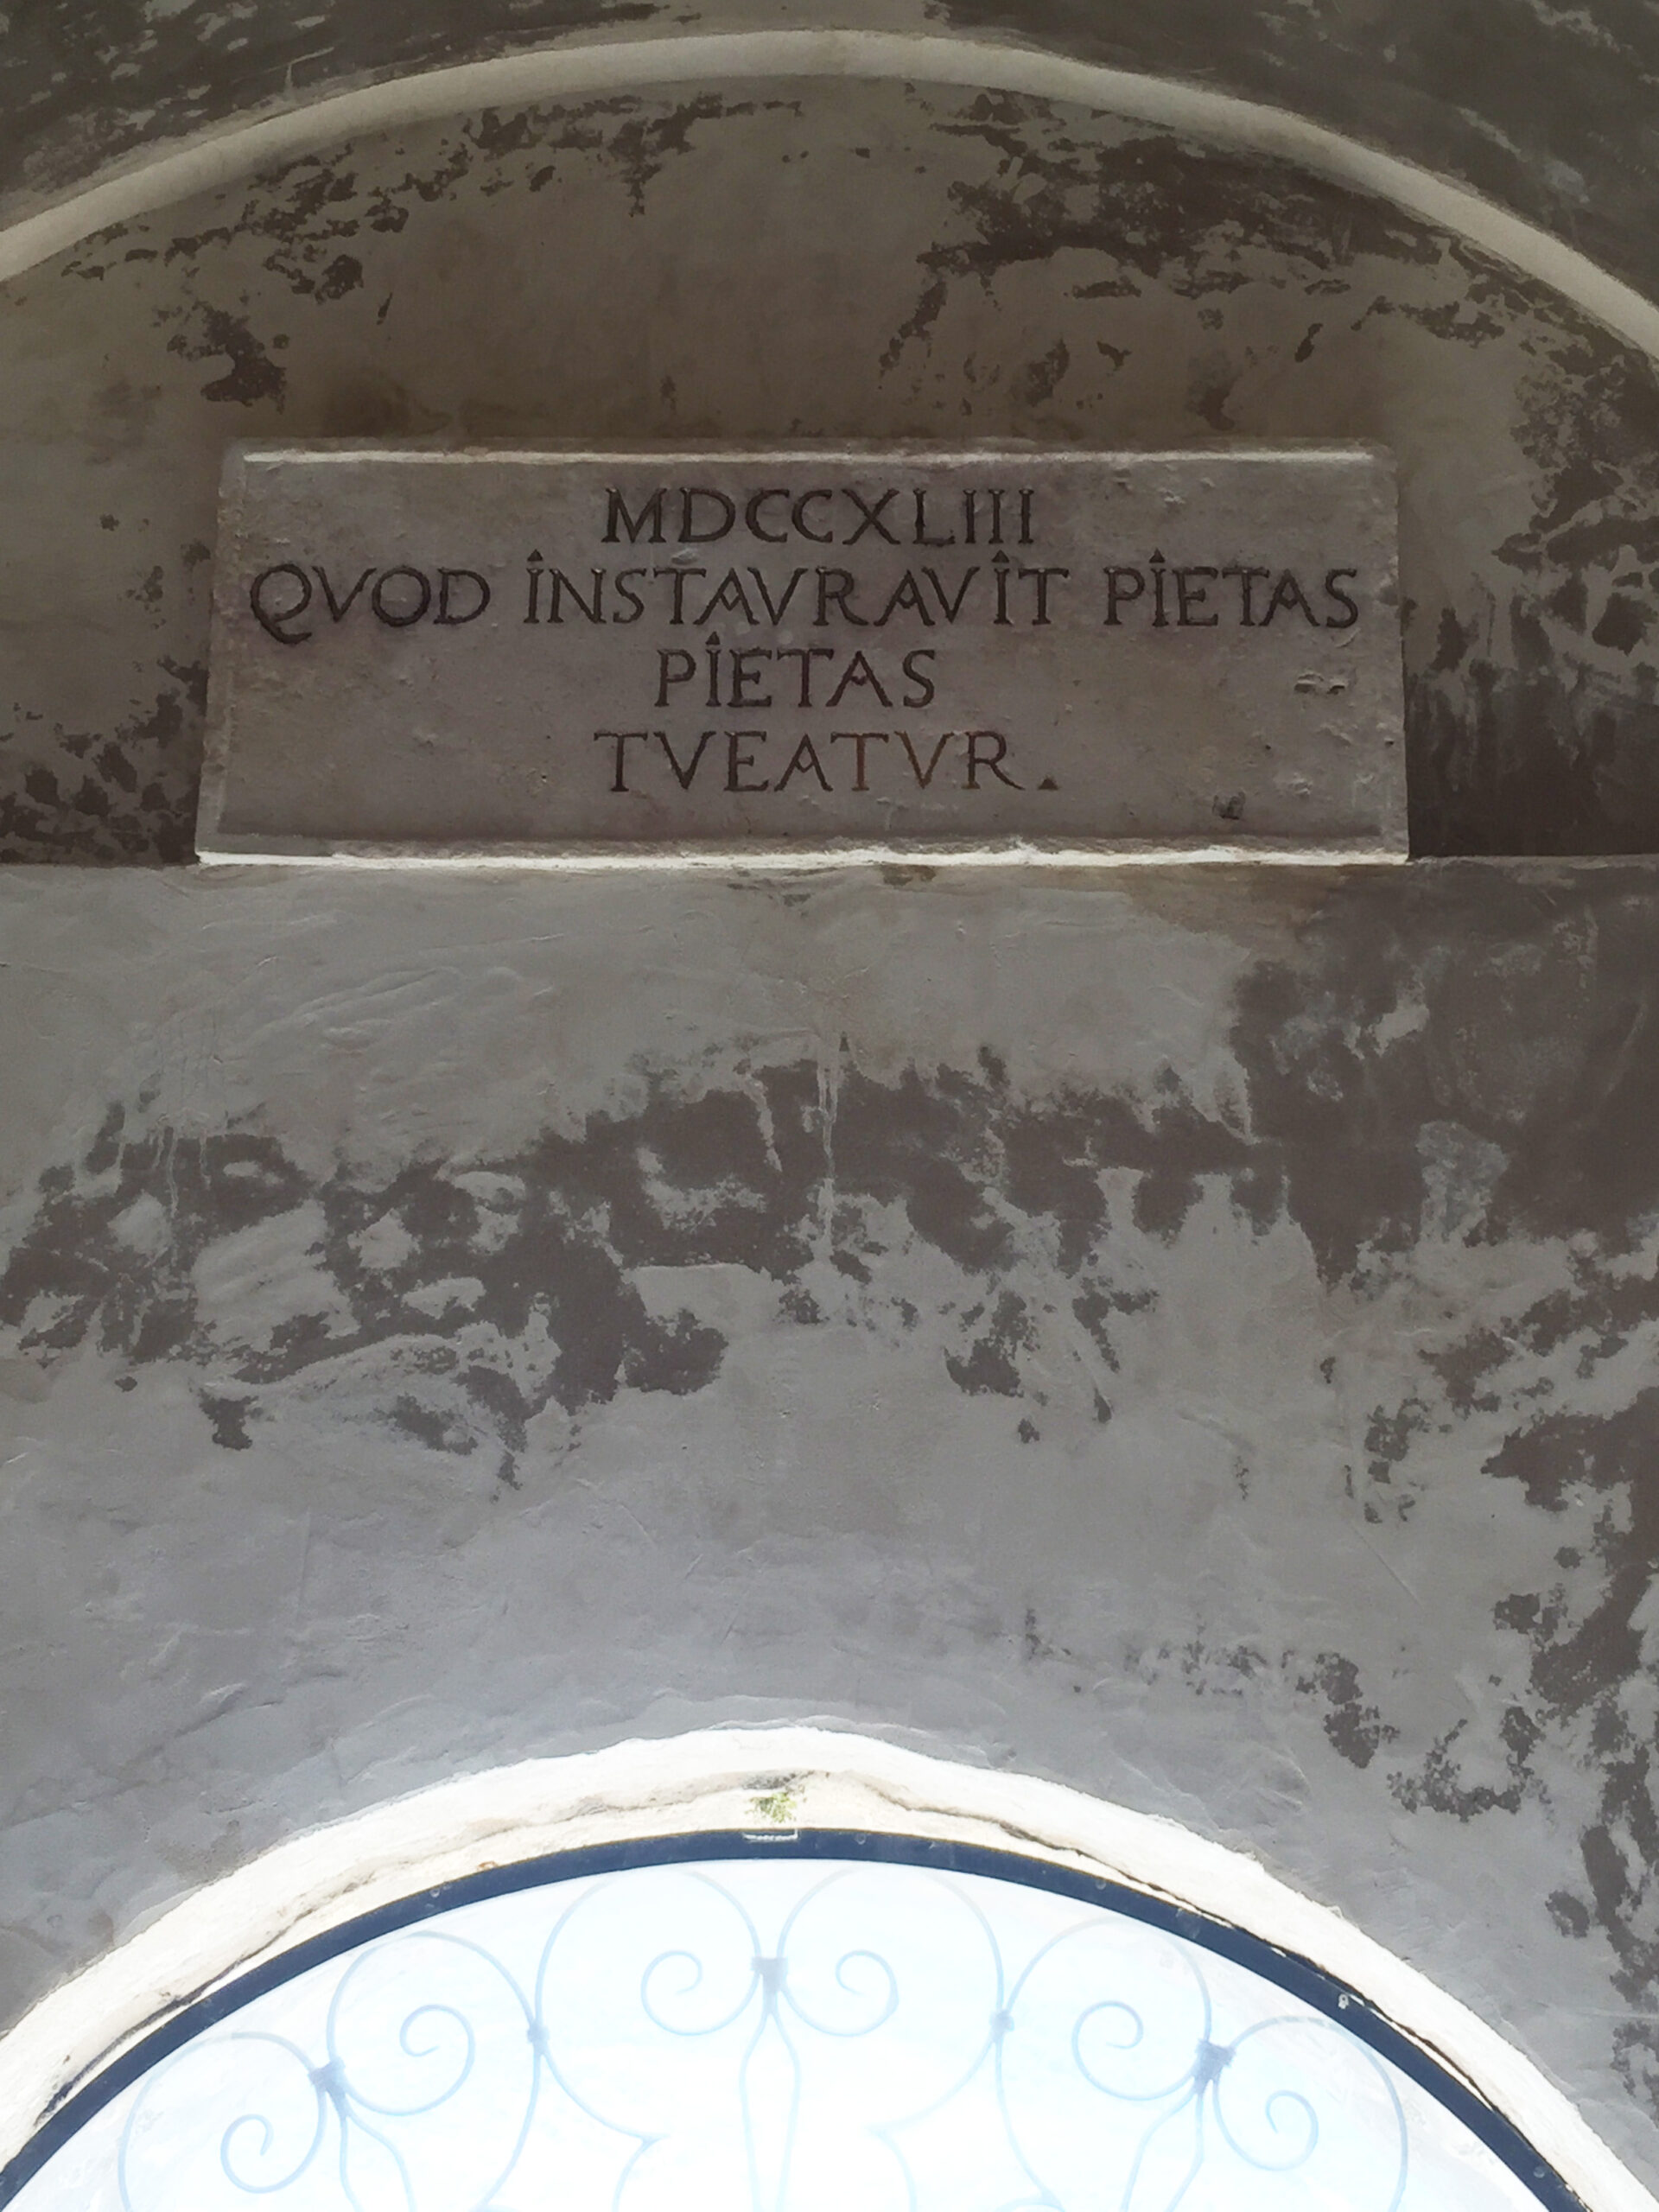 MDCCXLIII
QVOD INSTAVRAVIT PIETAS
PIETAS
TVEATVR.